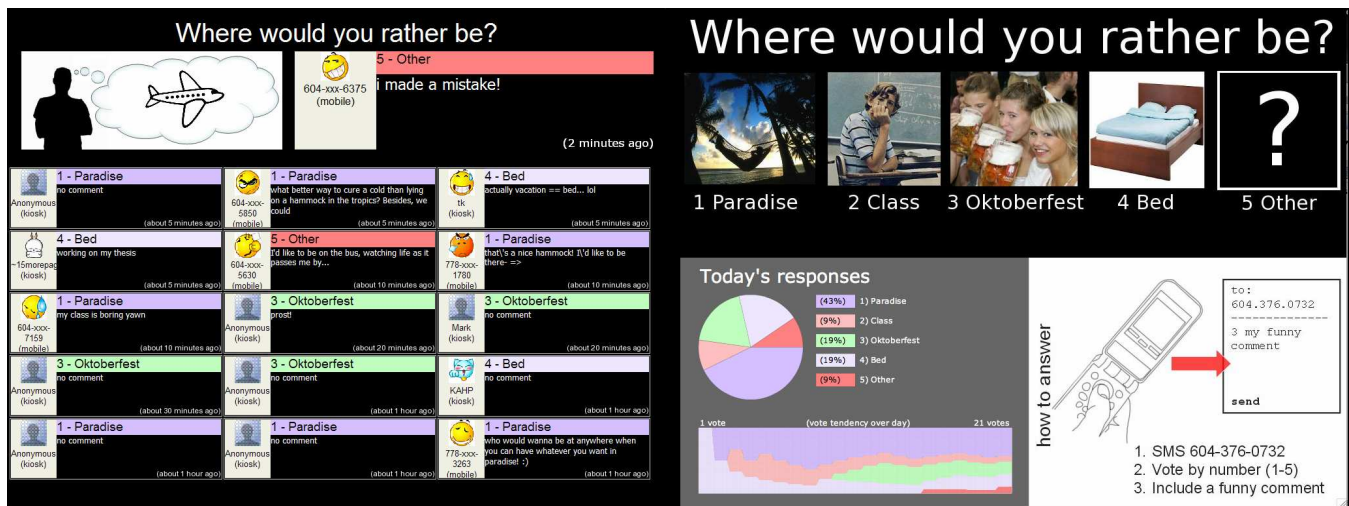 Where would you rather be?
604-xxx-6375
(mobile)
5 - Other
i made a mistake!
(2 minutes ago)
Anonymous
(kiosk)
1 - Paradise
no comment
(about 5 minutes ago)
604-xxx-
5850
(mobile)
1 - Paradise
what better way to cure a cold than lying
on a hammock in the tropics? Besides, we
could
(about 5 minutes ago)
tk
(kiosk)
4 - Bed
actually vacation == bed... lol
(about 5 minutes ago)
~15morepag
(kiosk)
4 - Bed
working on my thesis
(about 5 minutes ago)
604-xxx-
5630
(mobile)
5 - Other
I'd like to be on the bus, watching life as it
passes me by...
(about 10 minutes ago)
778-xxx-
1780
(kiosk)
1 - Paradise
that\'s a nice hammock! I\'d like to be
there- =>
(about 10 minutes ago)
604-xxx-
7159
(mobile)
1 - Paradise
my class is boring yawn
(about 10 minutes ago)
Anonymous
(kiosk)
3 - Oktoberfest
prost!
(about 20 minutes ago)
Mark
(kiosk)
3 - Oktoberfest
no comment
(about 20 minutes ago)
Anonymous
(kiosk)
3 - Oktoberfest
no comment
(about 30 minutes ago)
Anonymous
(kiosk)
1 - Paradise
no comment
(about 1 hour ago)
KAHP
(kiosk)
4 - Bed
no comment
(about 1 hour ago)
Anonymous
(kiosk)
1 - Paradise
no comment
(about 1 hour ago)
Anonymous
(kiosk)
1 - Paradise
no comment
(about 1 hour ago)
778-xxx-
3263
(mobile)
1 - Paradise
who would wanna be at anywhere when
you can have whatever you want in
paradise! :)
(about 1 hour ago)
Where would you rather be?
1 Paradise
2 Class
3 Oktoberfest
4 Bed
?
5 Other
Today's responses
(43%) 1) Paradise
(9%) 2) Class
(19%) 3) Oktoberfest
(19%) 4) Bed
(9%) 5) Other
1 vote (vote tendency over day) 21 votes
how to answer
to:
604.376.0732
--------------
3 my funny
comment
send
1. SMS 604-376-0732
2. Vote by number (1-5)
3. Include a funny comment